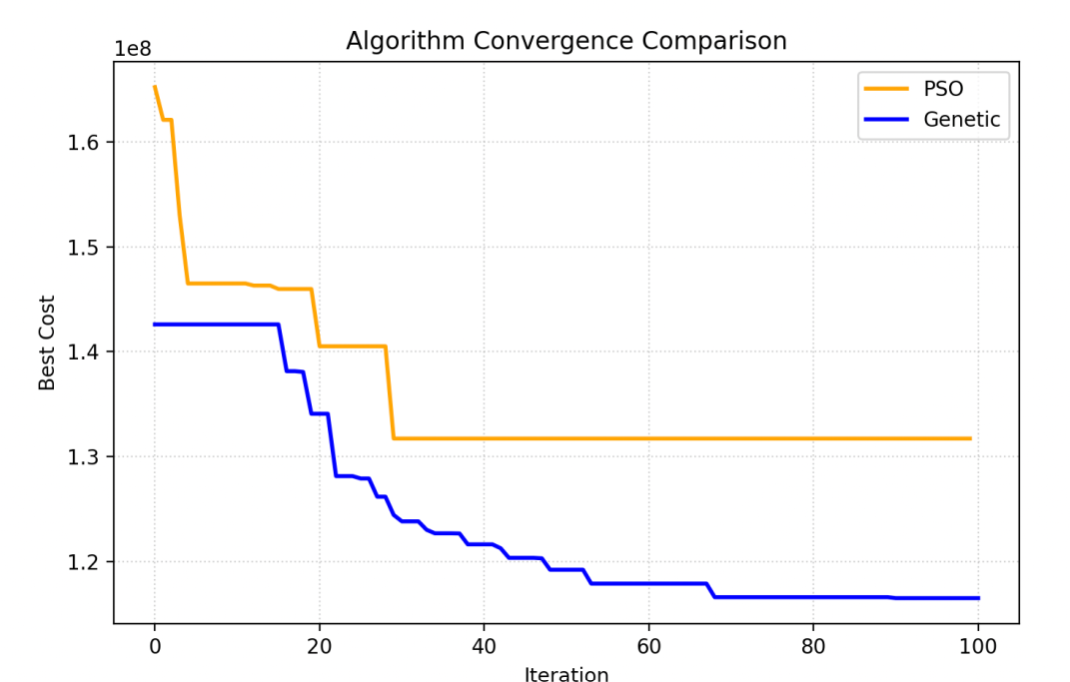 Algorithm Convergence Comparison
1e8
PSO
Genetic
1.6
1.5
1.4
1.3
1.2
Best Cost
0 20 40 60 80 100
Iteration